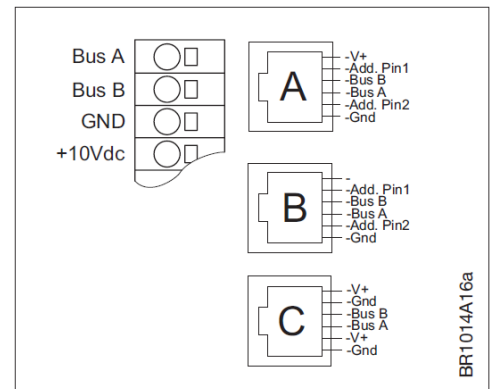 Bus A
Bus B
GND
+10Vdc
A
-V+
-Add. Pin1
-Bus B
-Bus A
-Add. Pin2
-Gnd
B
-
-Add. Pin1
-Bus B
-Bus A
-Add. Pin2
-Gnd
C
-V+
-Gnd
-Bus B
-Bus A
-V+
-Gnd
BR1014A16a